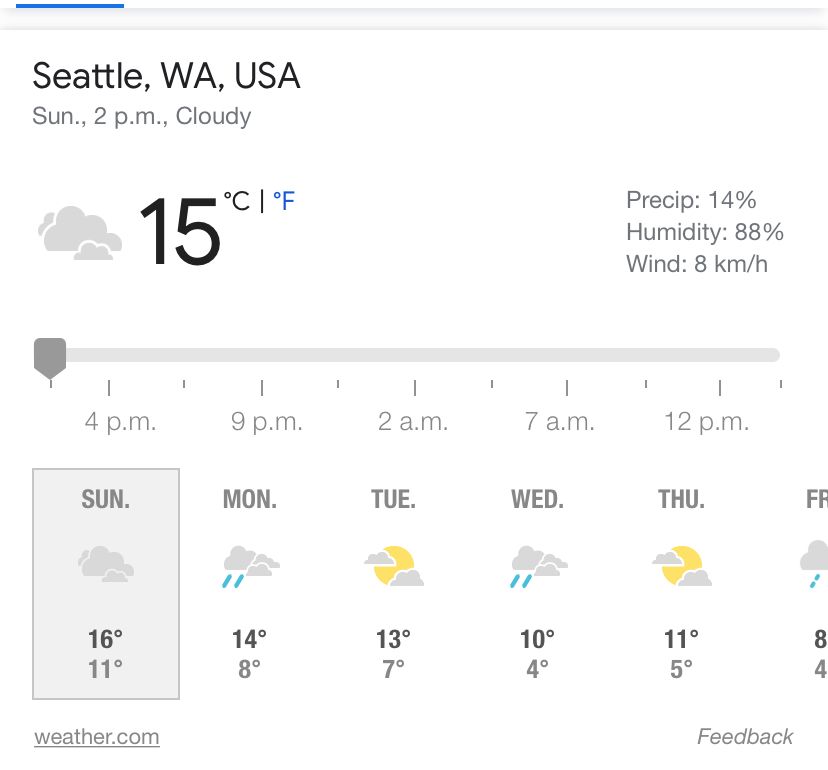 Seattle, WA, USA
Sun., 2 p.m., Cloudy
15 °C | °F
Precip: 14%
Humidity: 88%
Wind: 8 km/h
4 p.m. 9 p.m. 2 a.m. 7 a.m. 12 p.m.
SUN. MON. TUE. WED. THU. FR
16° 14° 13° 10° 11° 8
11° 8° 7° 4° 5° 4
weather.com Feedback